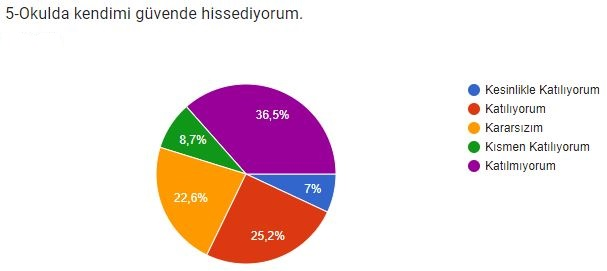 5-Okulda kendimi güvende hissediyorum.
36,5%
8,7%
7%
22,6%
25,2%
Kesinlikle Katılıyorum
Katılıyorum
Kararsızım
Kısmen Katılıyorum
Katılmıyorum